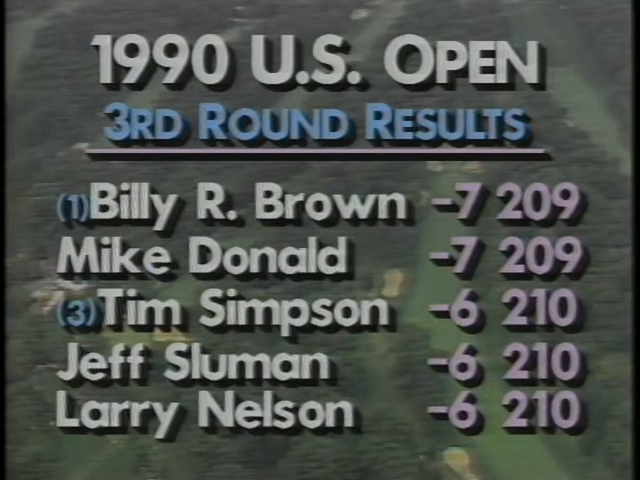 1990 U.S. OPEN
3RD ROUND RESULTS
(1) Billy R. Brown -7 209
Mike Donald -7 209
(3) Tim Simpson -6 210
Jeff Sluman -6 210
Larry Nelson -6 210